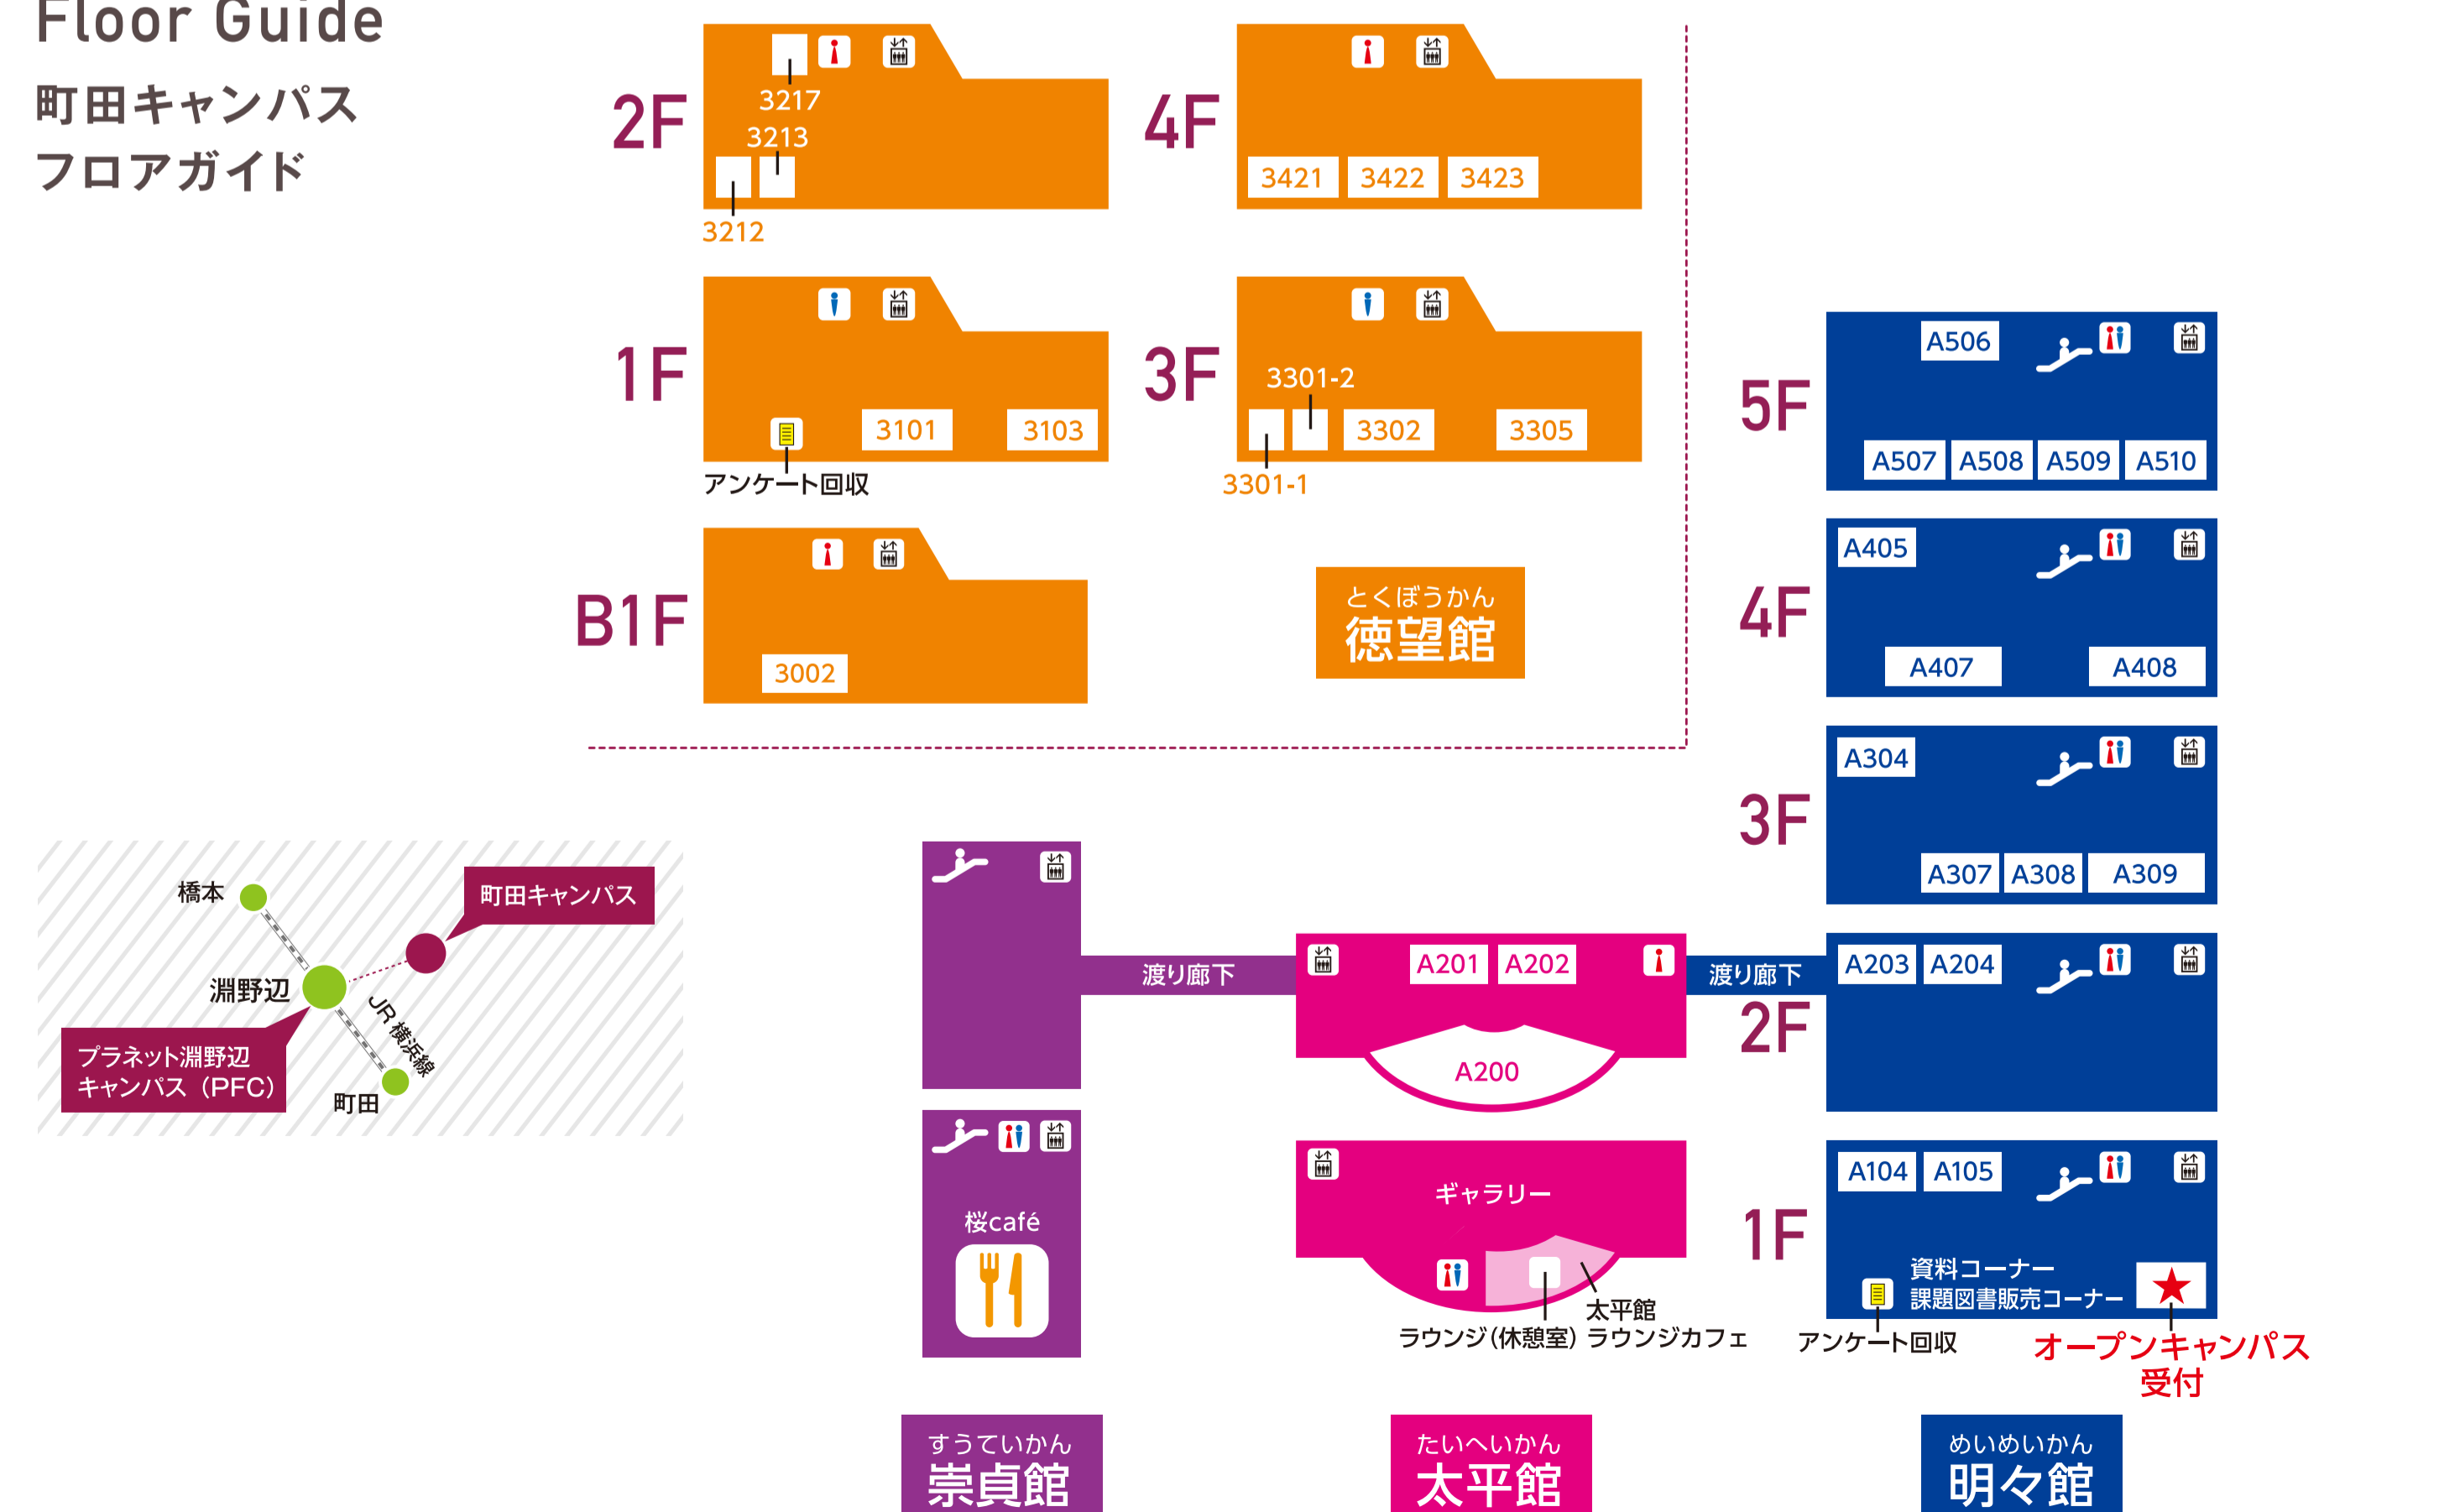 Floor Guide
町田キャンパス
フロアガイド
2F
3217
3213
3212
4F
3421
3422
3423
1F
3101
3103
アンケート回収
3F
3301-2
3302
3305
3301-1
B1F
3002
とくぼうかん
徳望館
5F
A506
A507
A508
A509
A510
4F
A405
A407
A408
3F
A304
A307
A308
A309
2F
A203
A204
渡り廊下
渡り廊下
A201
A202
A200
1F
A104
A105
資料コーナー
課題図書販売コーナー
アンケート回収
オープンキャンパス
受付
ギャラリー
太平館
ラウンジ(休憩室) ラウンジカフェ
桜café
橋本
町田キャンパス
淵野辺
JR 横浜線
プラネット淵野辺
キャンパス(PFC)
町田
すうていかん
崇貞館
たいへいかん
太平館
めいめいかん
明々館